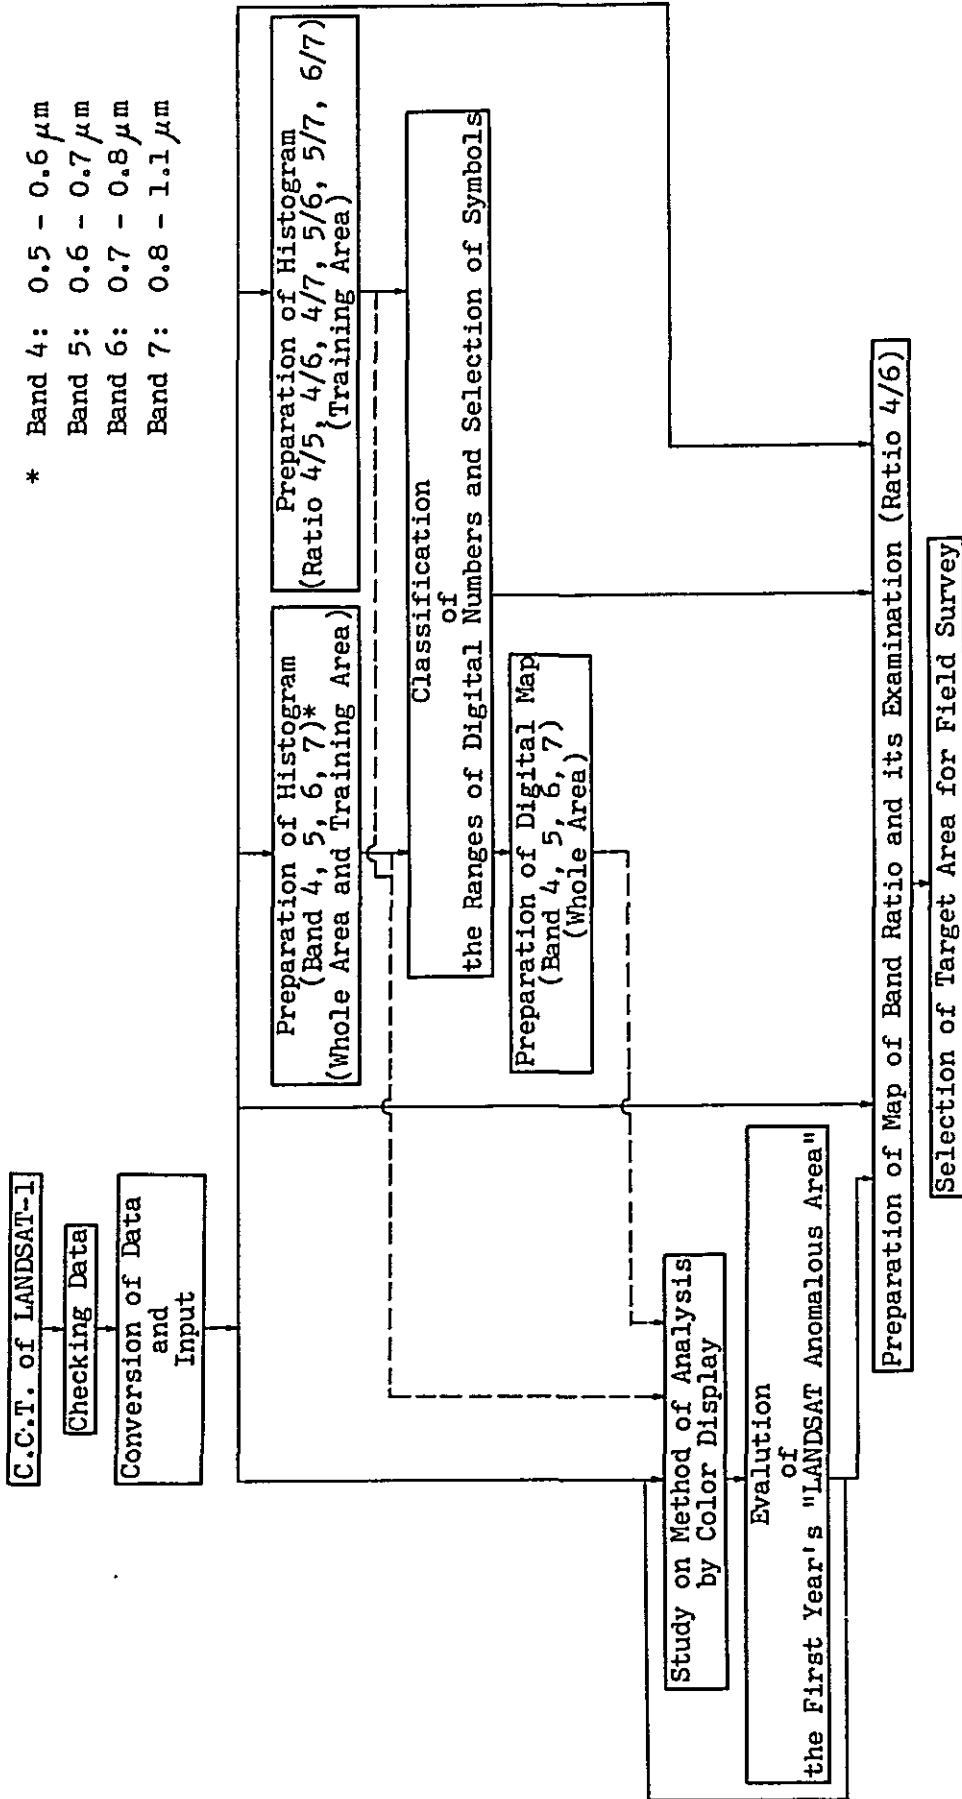 C.C.T. of LANDSAT-1
Checking Data
Conversion of Data
and
Input
* Band 4: 0.5 - 0.6 μm
Band 5: 0.6 - 0.7 μm
Band 6: 0.7 - 0.8 μm
Band 7: 0.8 - 1.1 μm
Preparation of Histogram
(Band 4, 5, 6, 7)*
(Whole Area and Training Area)
Preparation of Histogram
(Ratio 4/5, 4/6, 4/7, 5/6, 5/7, 6/7)
(Training Area)
Classification
of
the Ranges of Digital Numbers and Selection of Symbols
Preparation of Digital Map
(Band 4, 5, 6, 7)
(Whole Area)
Study on Method of Analysis
by Color Display
Evalution
of
the First Year's "LANDSAT Anomalous Area"
Preparation of Map of Band Ratio and its Examination (Ratio 4/6)
Selection of Target Area for Field Survey